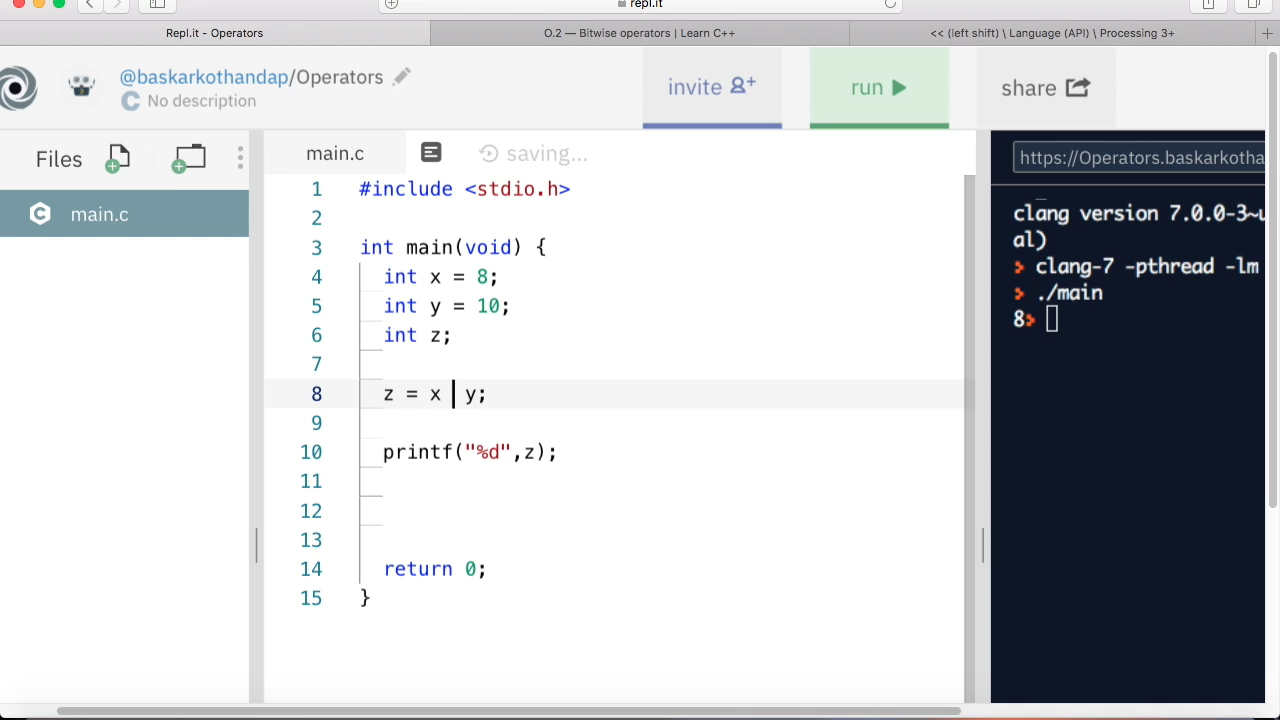 repl.it
Repl.it - Operators
O.2 — Bitwise operators | Learn C++
<< (left shift) \ Language (API) \ Processing 3+
@baskarkothandap/Operators
No description
invite
run
share
Files
main.c
main.c
saving...
1 #include <stdio.h>
2
3 int main(void) {
4 int x = 8;
5 int y = 10;
6 int z;
7
8 z = x  y;
9
10 printf("%d",z);
11
12
13
14 return 0;
15 }
https://Operators.baskarkotha
clang version 7.0.0-3~u
al)
> clang-7 -pthread -lm
> ./main
8>